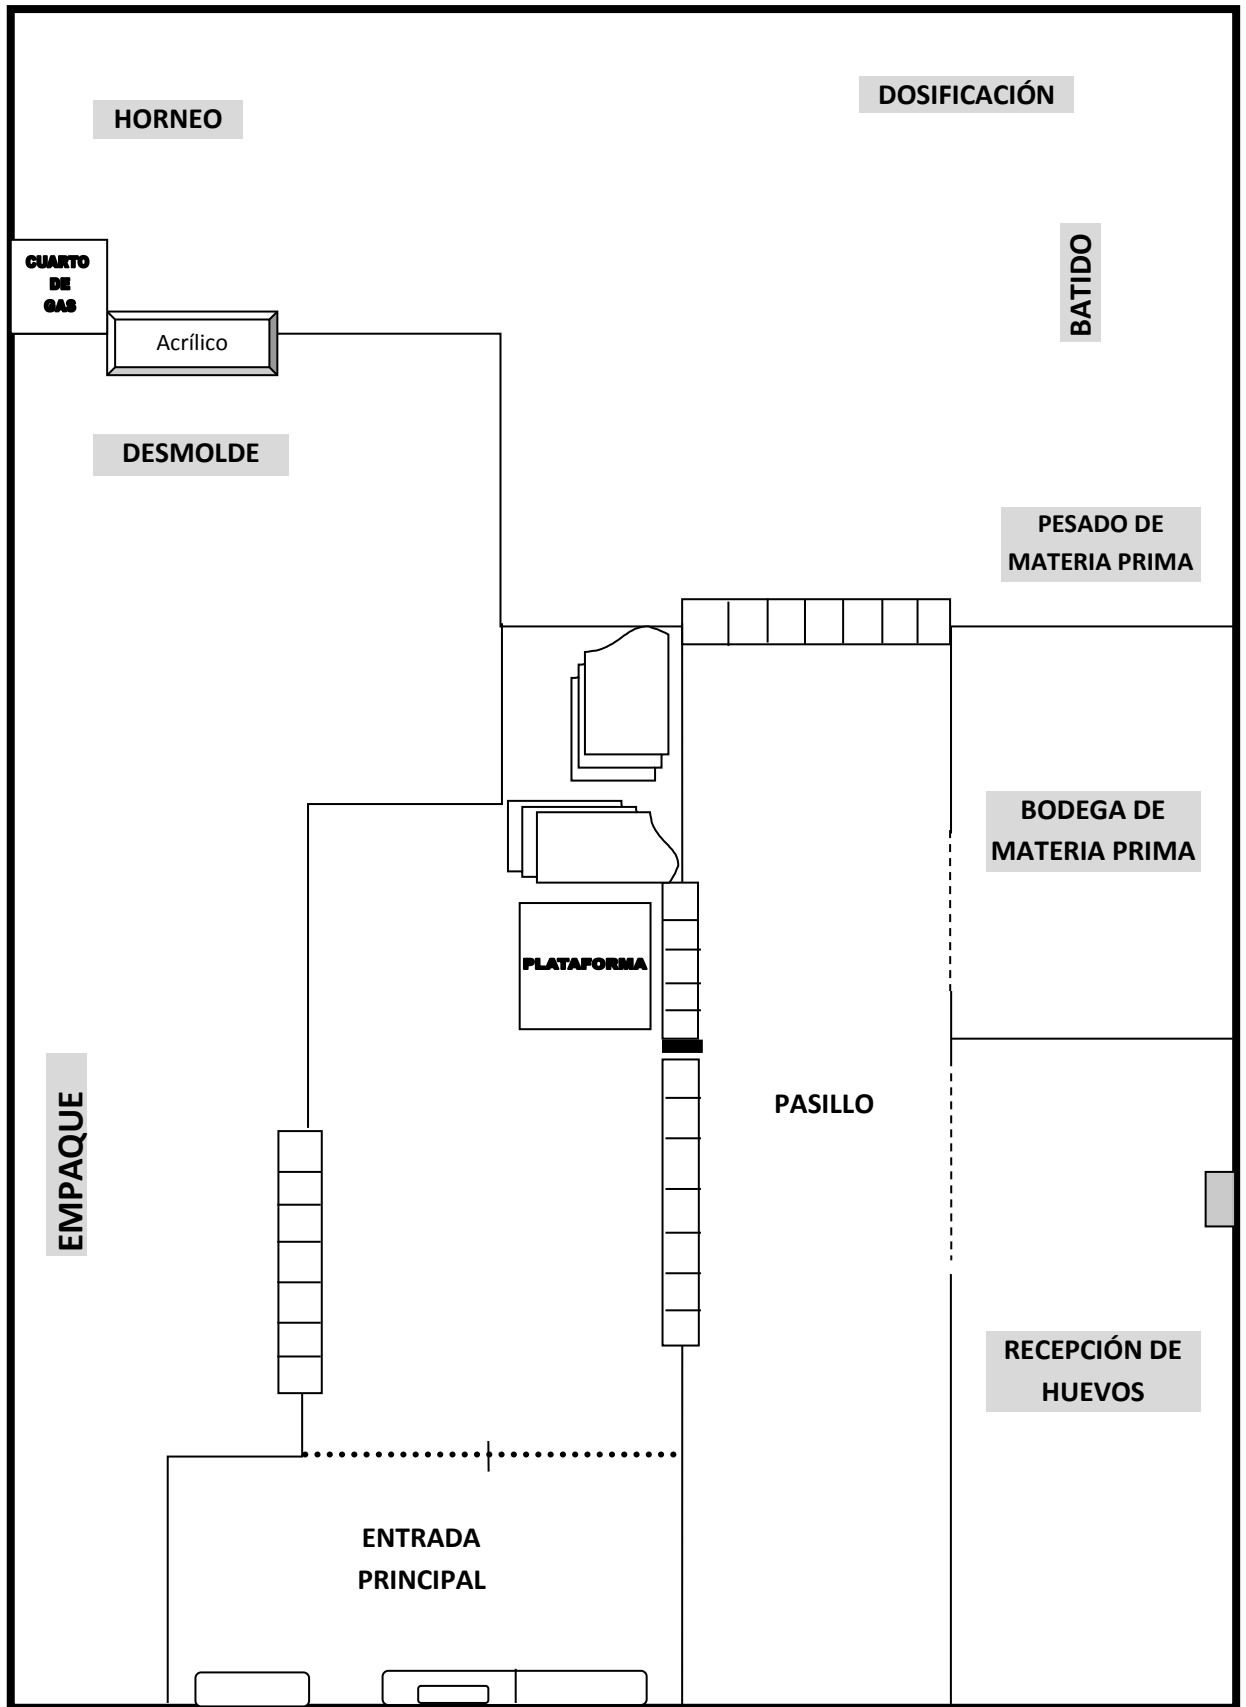 DOSIFICACIÓN
HORNEO
BATIDO
CUARTO
DE
GAS
Acrílico
DESMOLDE
PESADO DE
MATERIA PRIMA
BODEGA DE
MATERIA PRIMA
PLATAFORMA
EMPAQUE
PASILLO
RECEPCIÓN DE
HUEVOS
ENTRADA
PRINCIPAL